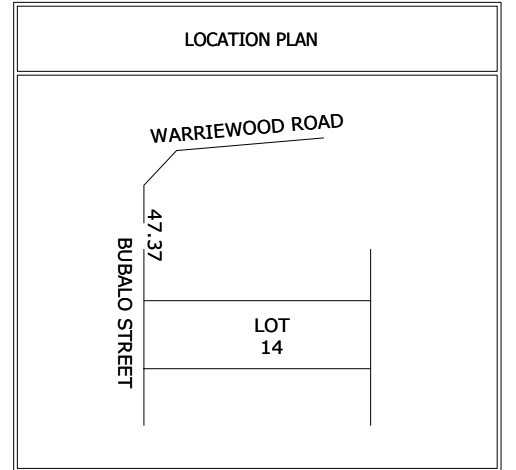 LOCATION PLAN
WARRIEWOOD ROAD
47.37
BUBALO STREET
LOT
14